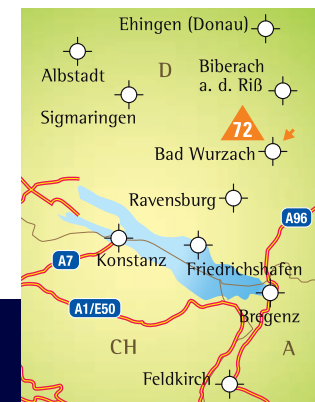 Ehingen (Donau)
Albstadt
D
Biberach
a. d. Riß
Sigmaringen
72
Bad Wurzach
Ravensburg
A96
A7
Konstanz
Friedrichshafen
A1/E50
Bregenz
CH
A
Feldkirch